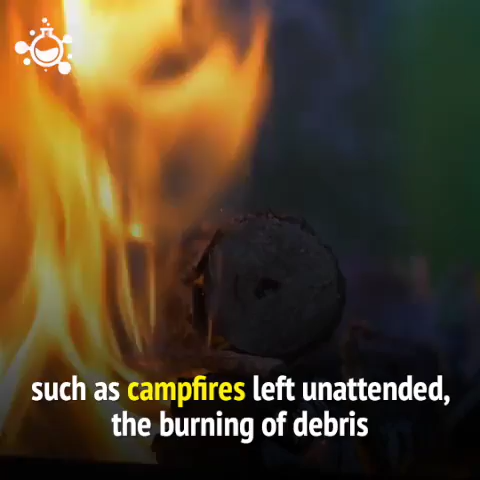 such as campfires left unattended,
the burning of debris